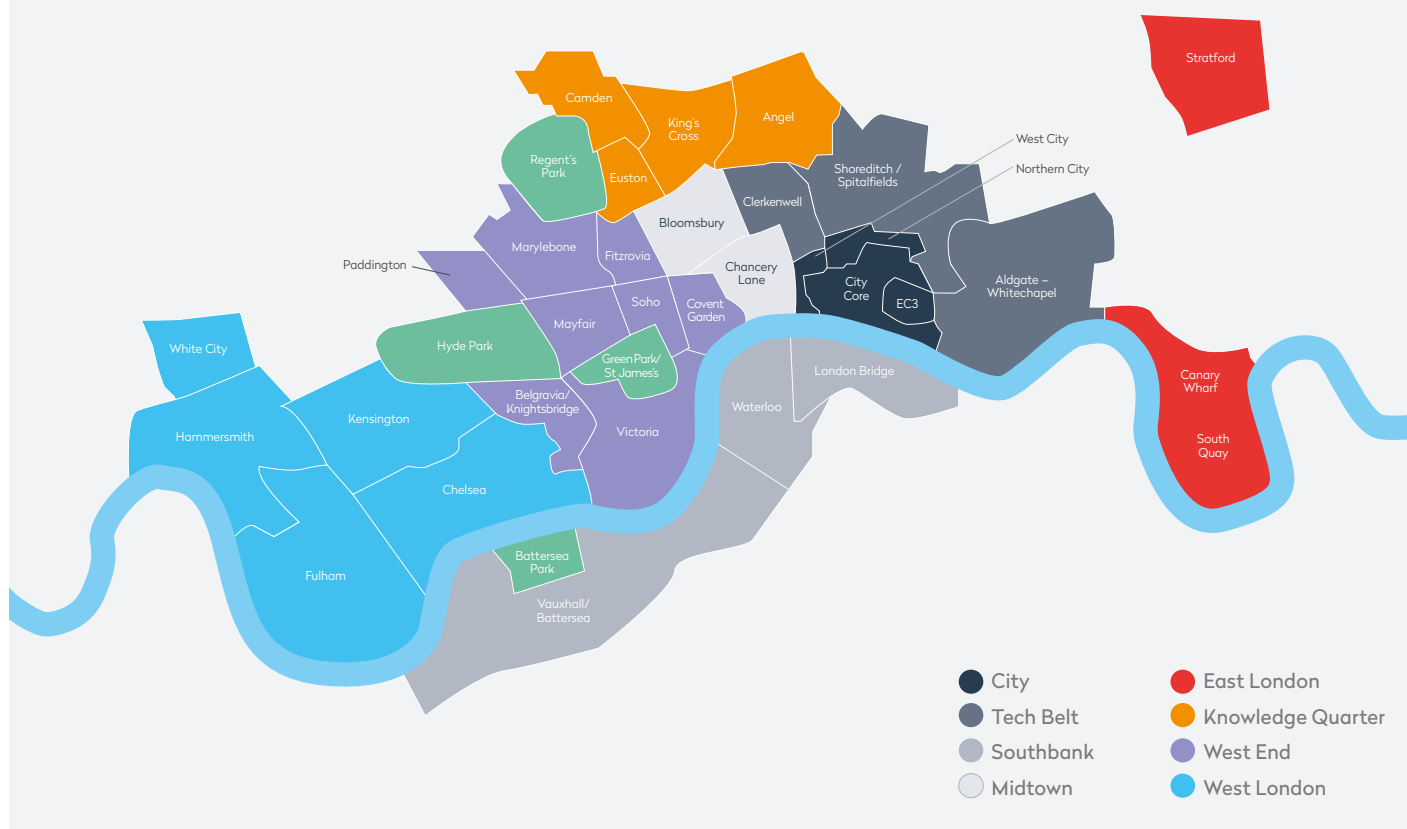 Stratford
Camden
King's
Cross
Angel
West City
Regent's
Park
Euston
Shoreditch /
Spitalfields
Northern City
Clerkenwell
Bloomsbury
Marylebone
Fitzrovia
Paddington
Chancery
Lane
City
Core
EC3
Aldgate –
Whitechapel
Soho
Covent
Garden
Mayfair
White City
Hyde Park
Green Park/
St James's
London Bridge
Canary
Wharf
Belgravia/
Knightsbridge
Waterloo
Kensington
Hammersmith
Victoria
South
Quay
Chelsea
Battersea
Park
Fulham
Vauxhall/
Battersea
City
Tech Belt
Southbank
Midtown
East London
Knowledge Quarter
West End
West London